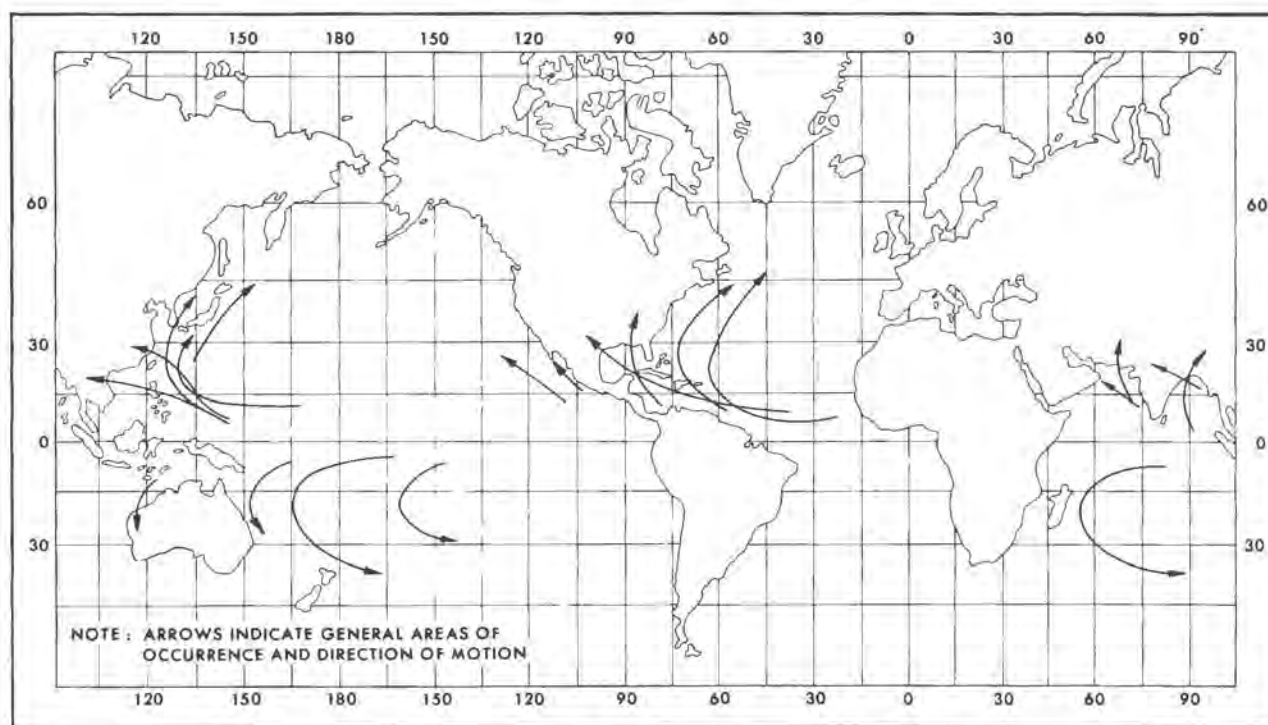 120 150 180 150 120 90 60 30 0 30 60 90°
60 60
30 30
0 0
30 30
NOTE : ARROWS INDICATE GENERAL AREAS OF
OCCURRENCE AND DIRECTION OF MOTION
120 150 180 150 120 90 60 30 0 30 60 90